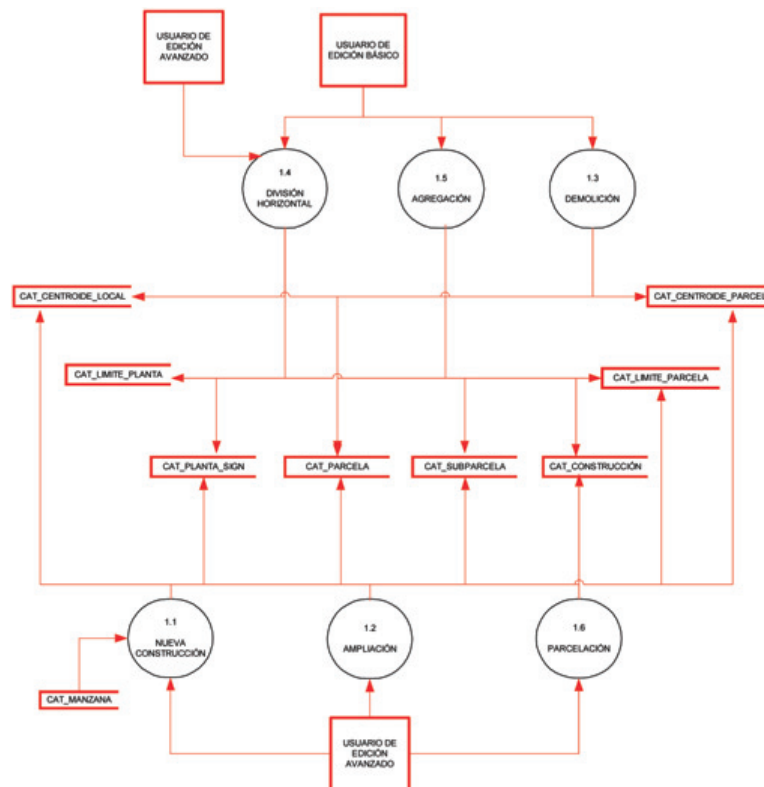 USUARIO DE
EDICIÓN
AVANZADO
USUARIO DE
EDICIÓN BÁSICO
1.4
DIVISIÓN
HORIZONTAL
1.5
AGREGACIÓN
1.3
DEMOLICIÓN
CAT_CENTROIDE_LOCAL
CAT_CENTROIDE_PARCEL
CAT_LIMITE_PLANTA
CAT_LIMITE_PARCELA
CAT_PLANTA_SIGN
CAT_PARCELA
CAT_SUBPARCELA
CAT_CONSTRUCCIÓN
1.1
NUEVA
CONSTRUCCIÓN
1.2
AMPLIACIÓN
1.6
PARCELACIÓN
CAT_MANZANA
USUARIO DE
EDICIÓN
AVANZADO